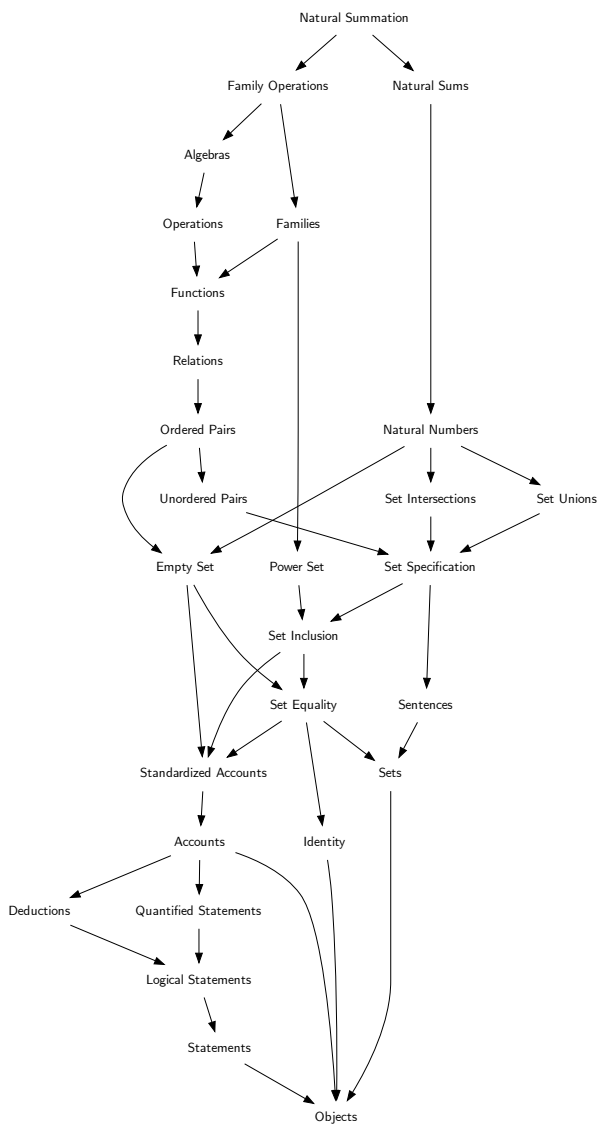 Natural Summation
Family Operations
Natural Sums
Algebras
Operations
Families
Functions
Relations
Ordered Pairs
Natural Numbers
Unordered Pairs
Set Intersections
Set Unions
Empty Set
Power Set
Set Specification
Set Inclusion
Set Equality
Sentences
Standardized Accounts
Sets
Accounts
Identity
Deductions
Quantified Statements
Logical Statements
Statements
Objects